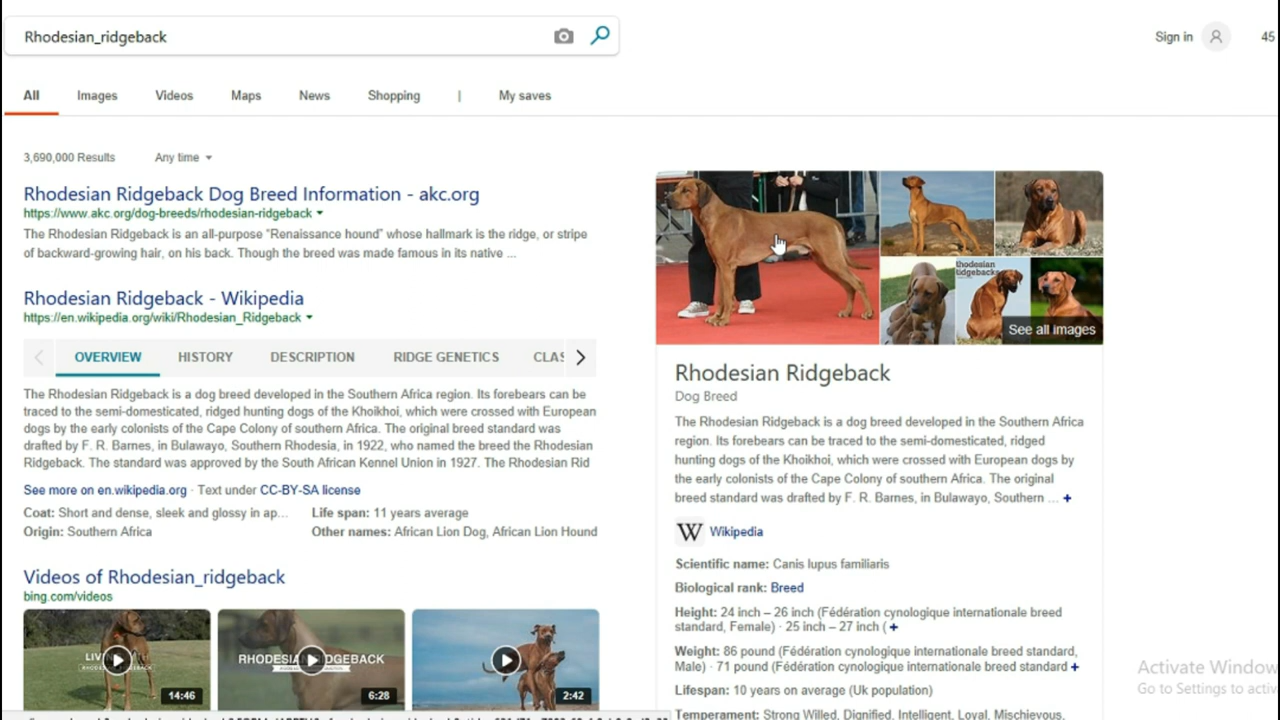 Rhodesian_ridgeback
Sign in
45
All
Images
Videos
Maps
News
Shopping
|
My saves
3,690,000 Results
Any time
Rhodesian Ridgeback Dog Breed Information - akc.org
https://www.akc.org/dog-breeds/rhodesian-ridgeback
The Rhodesian Ridgeback is an all-purpose “Renaissance hound” whose hallmark is the ridge, or stripe
of backward-growing hair, on his back. Though the breed was made famous in its native ...
Rhodesian Ridgeback - Wikipedia
https://en.wikipedia.org/wiki/Rhodesian_Ridgeback
OVERVIEW
HISTORY
DESCRIPTION
RIDGE GENETICS
CLAS
The Rhodesian Ridgeback is a dog breed developed in the Southern Africa region. Its forebears can be
traced to the semi-domesticated, ridged hunting dogs of the Khoikhoi, which were crossed with European
dogs by the early colonists of the Cape Colony of southern Africa. The original breed standard was
drafted by F. R. Barnes, in Bulawayo, Southern Rhodesia, in 1922, who named the breed the Rhodesian
Ridgeback. The standard was approved by the South African Kennel Union in 1927. The Rhodesian Rid
See more on en.wikipedia.org · Text under CC-BY-SA license
Coat: Short and dense, sleek and glossy in ap...
Life span: 11 years average
Origin: Southern Africa
Other names: African Lion Dog, African Lion Hound
Videos of Rhodesian_ridgeback
bing.com/videos
14:46
RHODESIAN RIDGEBACK
6:28
2:42
See all images
Rhodesian Ridgeback
Dog Breed
The Rhodesian Ridgeback is a dog breed developed in the Southern Africa
region. Its forebears can be traced to the semi-domesticated, ridged
hunting dogs of the Khoikhoi, which were crossed with European dogs by
the early colonists of the Cape Colony of southern Africa. The original
breed standard was drafted by F. R. Barnes, in Bulawayo, Southern ... +
W Wikipedia
Scientific name: Canis lupus familiaris
Biological rank: Breed
Height: 24 inch – 26 inch (Fédération cynologique internationale breed
standard, Female) · 25 inch – 27 inch ( +
Weight: 86 pound (Fédération cynologique internationale breed standard,
Male) · 71 pound (Fédération cynologique internationale breed standard +
Lifespan: 10 years on average (Uk population)
Temperament: Strong Willed, Dignified, Intelligent, Loyal, Mischievous,
Activate Window
Go to Settings to activ